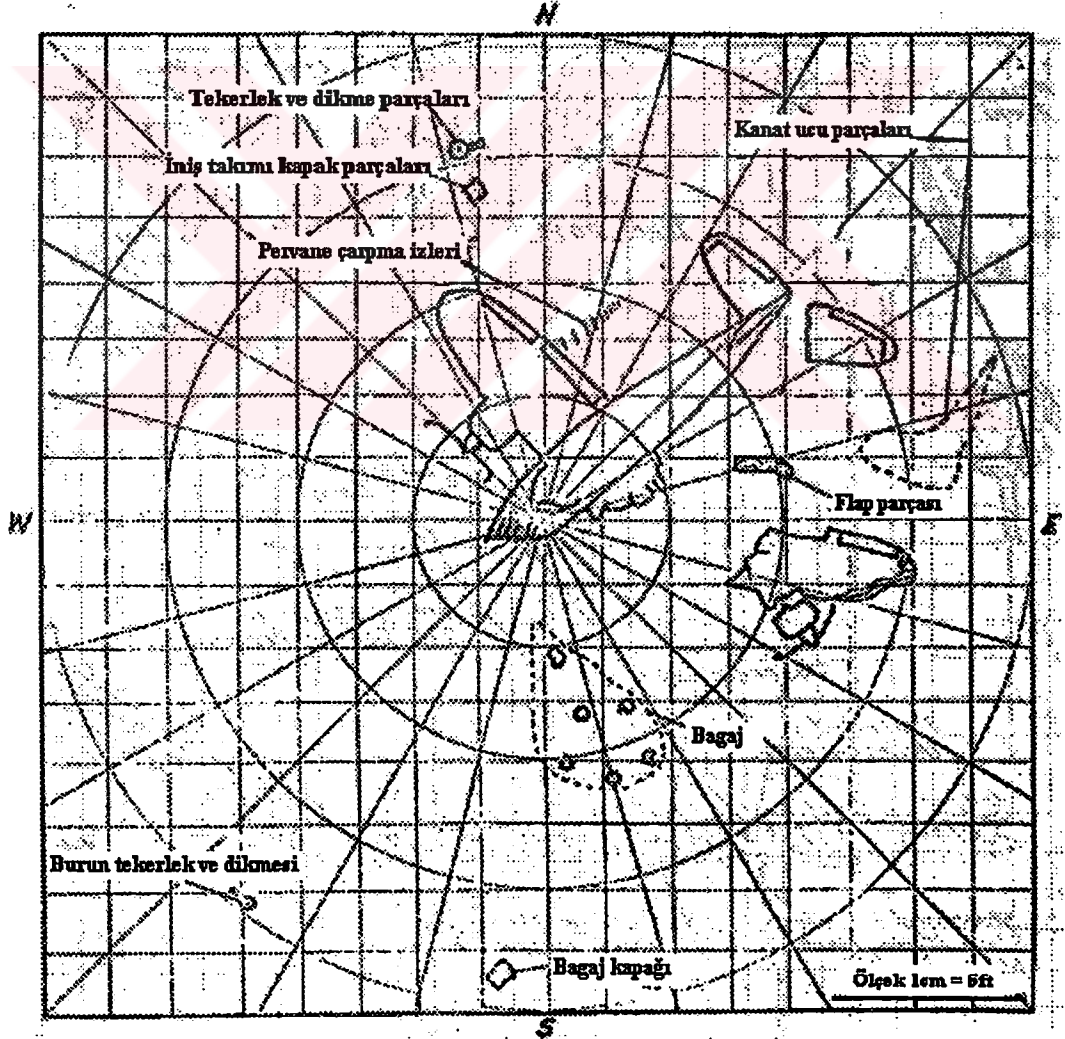 N
Tekerlek ve dikme parçaları
Kanat ucu parçaları
İniş takımı kapak parçaları
Pervane çarpma izleri
Flap parçası
W
E
Bagaj
Burun tekerlek ve dikmesi
Bagaj kapağı
Ölçek 1cm = 5ft
S